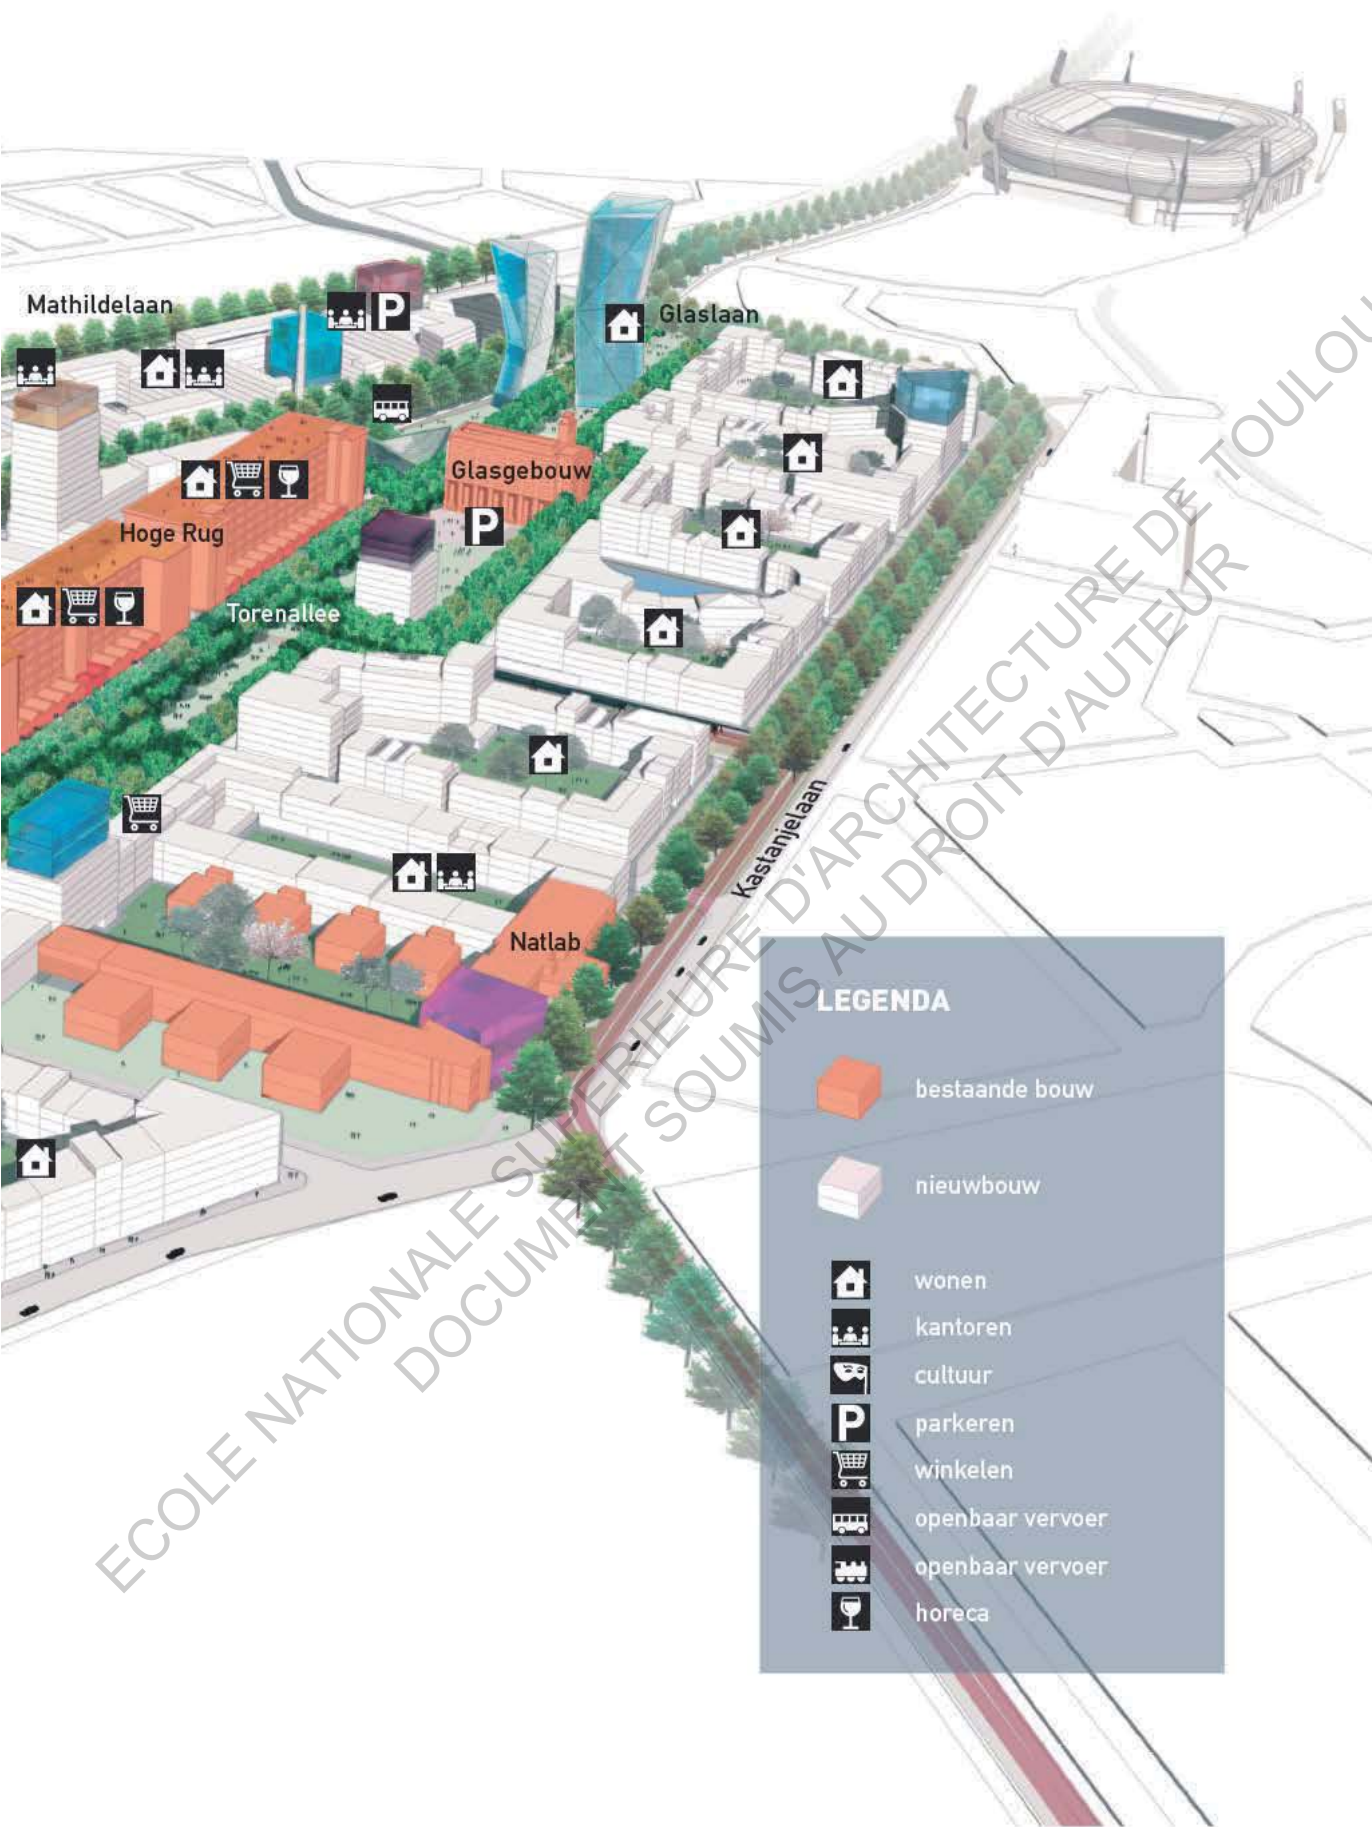 Mathildelaan
P
Glaslaan
Glasgebouw
P
Hoge Rug
Torenallee
Kastanjelaan
Natlab
LEGENDA
bestaande bouw
nieuwbouw
wonen
kantoren
cultuur
P parkeren
winkelen
openbaar vervoer
openbaar vervoer
horeca
ECOLE NATIONALE SUPERIEURE D'ARCHITECTURE DE TOULOU
DOCUMENT SOUMIS AU DROIT D'AUTEUR